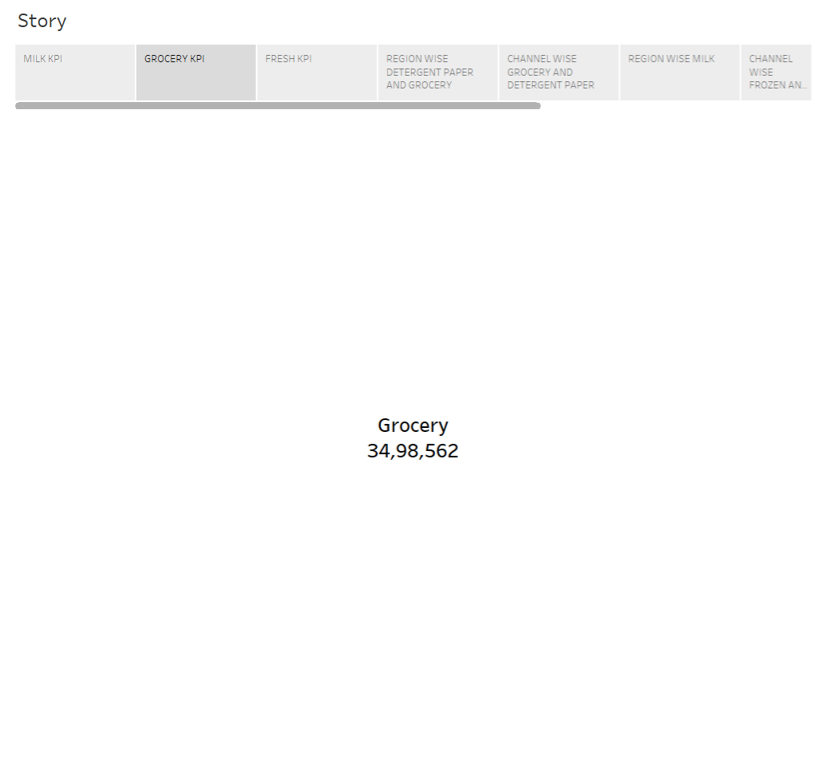 Story
MILK KPI
GROCERY KPI
FRESH KPI
REGION WISE
DETERGENT PAPER
AND GROCERY
CHANNEL WISE
GROCERY AND
DETERGENT PAPER
REGION WISE MILK
CHANNEL
WISE
FROZEN AN...
Grocery
34,98,562